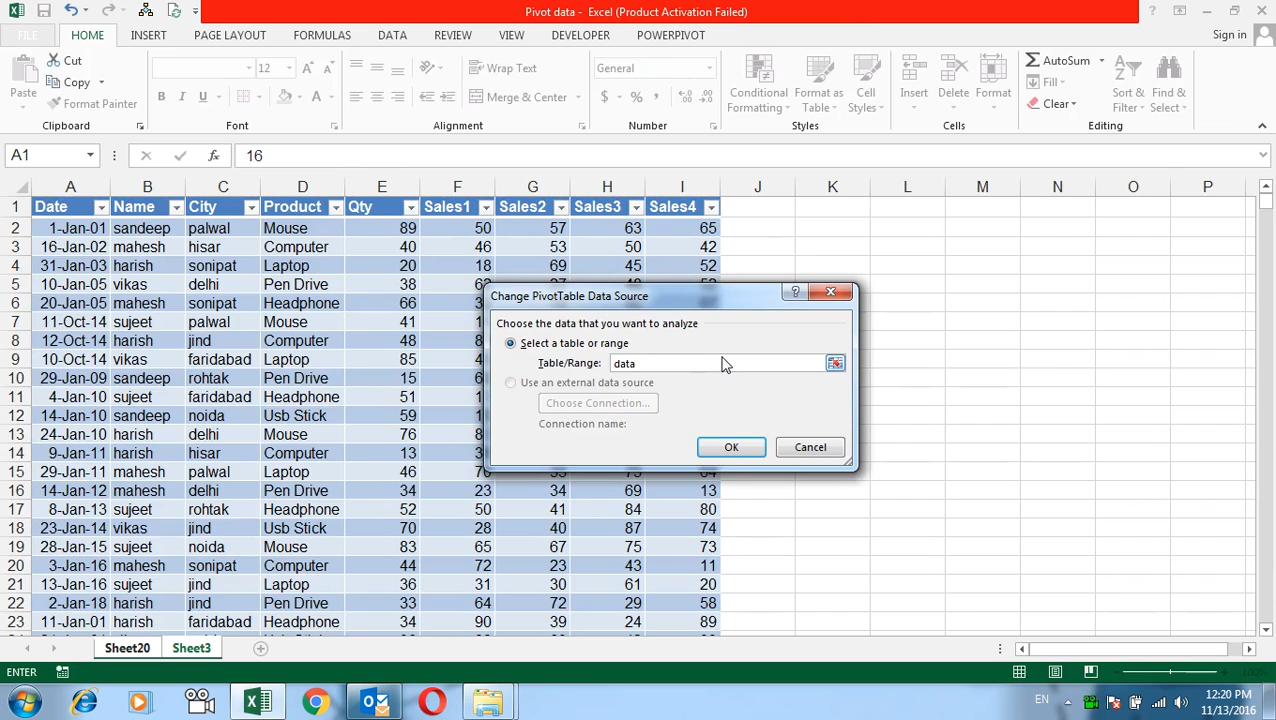 Pivot data - Excel (Product Activation Failed)
FILE HOME INSERT PAGE LAYOUT FORMULAS DATA REVIEW VIEW DEVELOPER POWERPIVOT Sign in
Paste Cut Copy Format Painter
12 Wrap Text Merge & Center General
Conditional Formatting Format as Table Cell Styles Insert Delete Format
AutoSum Fill Clear Sort & Filter Find & Select
Clipboard Font Alignment Number Styles Cells Editing
A1 16
A B C D E F G H I J K L M N O P
1 Date Name City Product Qty Sales1 Sales2 Sales3 Sales4
2 1-Jan-01 sandeep palwal Mouse 89 50 57 63 65
3 16-Jan-02 mahesh hisar Computer 40 46 53 50 42
4 31-Jan-03 harish sonipat Laptop 20 18 69 45 52
5 10-Jan-05 vikas delhi Pen Drive 38
6 20-Jan-05 mahesh sonipat Headphone 66
7 11-Oct-14 sujeet palwal Mouse 41
8 12-Oct-14 harish jind Computer 48
9 10-Oct-14 vikas faridabad Laptop 85
10 29-Jan-09 harish rohtak Pen Drive 15
11 4-Jan-10 sujeet faridabad Headphone 51
12 14-Jan-10 sandeep noida Usb Stick 59
13 24-Jan-10 harish delhi Mouse 76
14 9-Jan-11 harish hisar Computer 13
15 29-Jan-11 mahesh palwal Laptop 46
16 14-Jan-12 mahesh delhi Pen Drive 34 23 34 69 13
17 8-Jan-13 sujeet rohtak Headphone 52 50 41 84 80
18 23-Jan-14 vikas jind Usb Stick 70 28 40 87 74
19 28-Jan-15 sujeet noida Mouse 83 65 67 75 73
20 3-Jan-16 mahesh sonipat Computer 44 72 23 43 11
21 13-Jan-16 sujeet jind Laptop 36 31 30 61 20
22 2-Jan-18 harish jind Pen Drive 33 64 72 29 58
23 11-Jan-01 harish faridabad Headphone 22 90 39 24 89
Change PivotTable Data Source
Choose the data that you want to analyze
Select a table or range
Table/Range: data
Use an external data source
Choose Connection...
Connection name:
OK Cancel
Sheet20 Sheet3
ENTER
EN 12:20 PM
11/13/2016